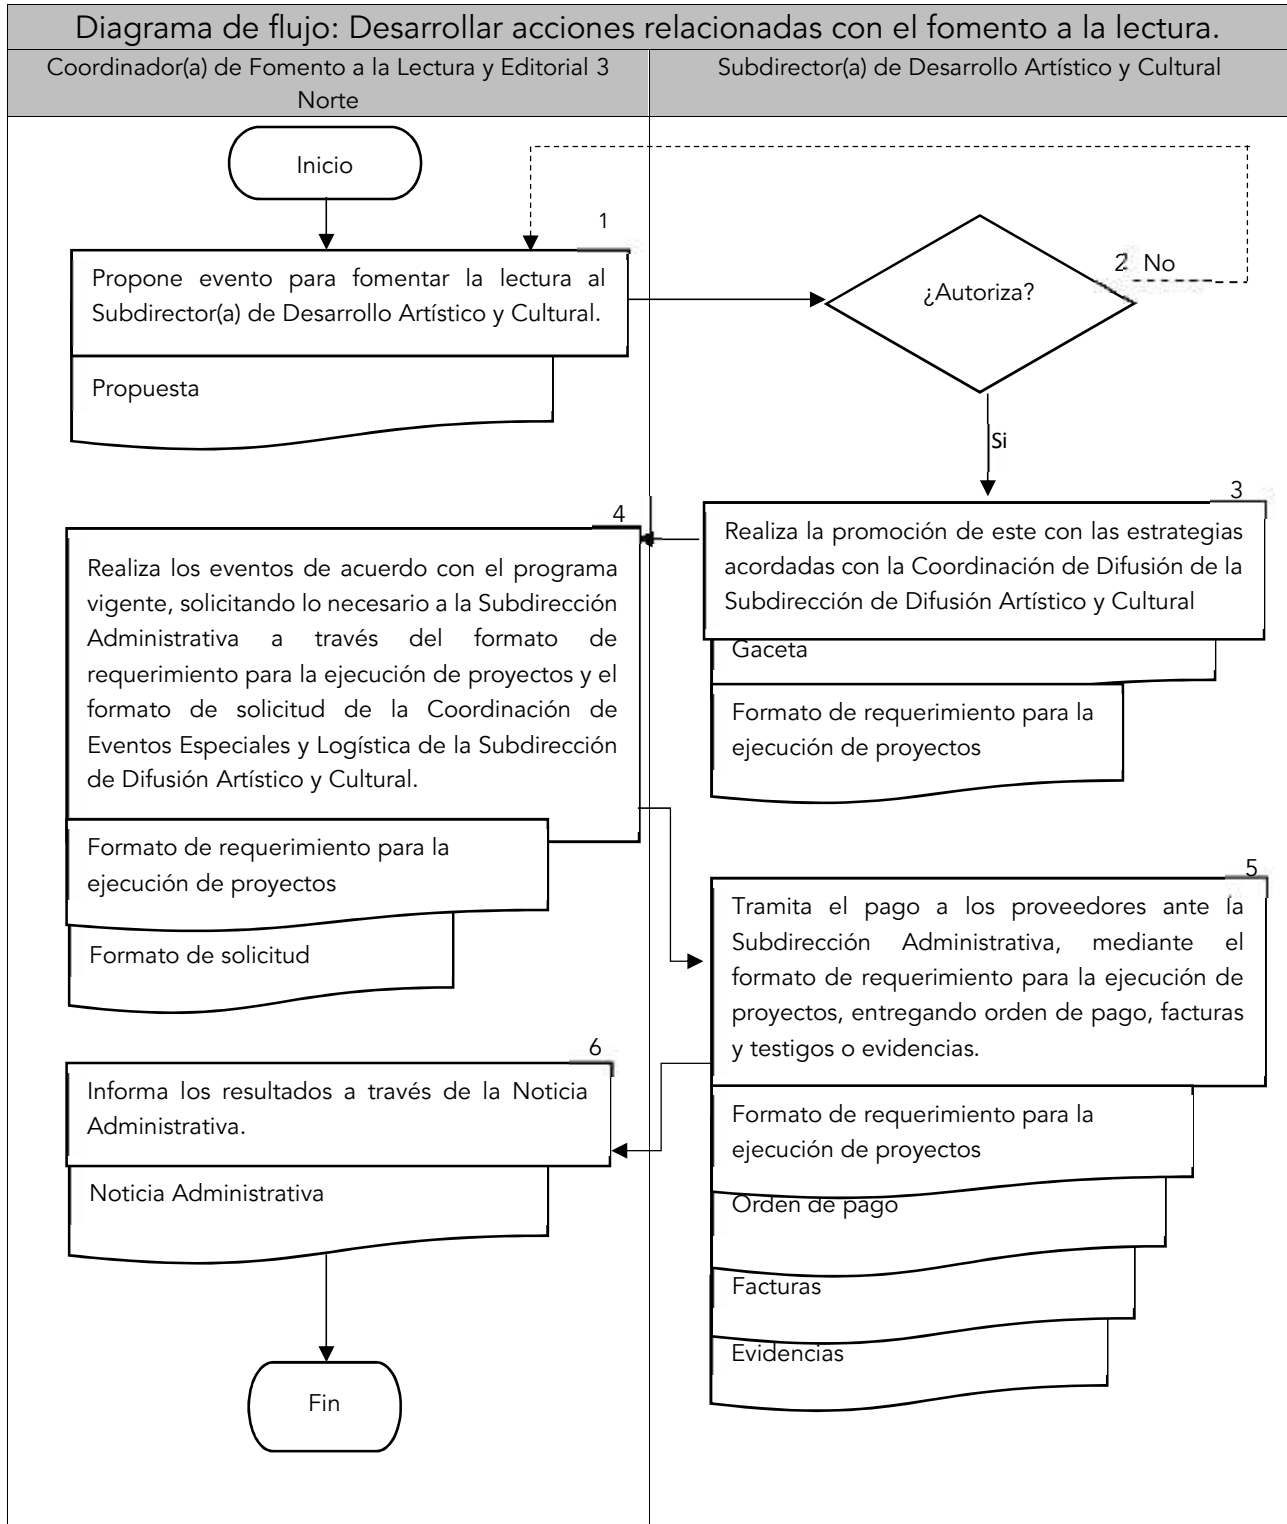 Diagrama de flujo: Desarrollar acciones relacionadas con el fomento a la lectura.
Coordinador(a) de Fomento a la Lectura y Editorial 3
Norte
Subdirector(a) de Desarrollo Artístico y Cultural
Inicio
1
Propone evento para fomentar la lectura al
Subdirector(a) de Desarrollo Artístico y Cultural.
Propuesta
¿Autoriza?
2 No
Si
3
Realiza la promoción de este con las estrategias
acordadas con la Coordinación de Difusión de la
Subdirección de Difusión Artístico y Cultural
Gaceta
Formato de requerimiento para la
ejecución de proyectos
4
Realiza los eventos de acuerdo con el programa
vigente, solicitando lo necesario a la Subdirección
Administrativa a través del formato de
requerimiento para la ejecución de proyectos y el
formato de solicitud de la Coordinación de
Eventos Especiales y Logística de la Subdirección
de Difusión Artístico y Cultural.
Formato de requerimiento para la
ejecución de proyectos
Formato de solicitud
5
Tramita el pago a los proveedores ante la
Subdirección Administrativa, mediante el
formato de requerimiento para la ejecución de
proyectos, entregando orden de pago, facturas
y testigos o evidencias.
Formato de requerimiento para la
ejecución de proyectos
Orden de pago
Facturas
Evidencias
6
Informa los resultados a través de la Noticia
Administrativa.
Noticia Administrativa
Fin